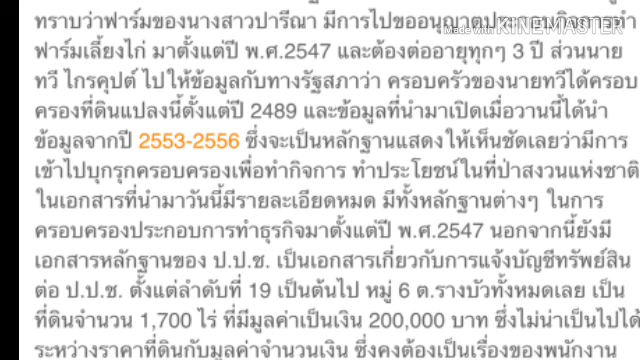 ทราบว่าฟาร์มของนางสาวปารีณา มีการไปขออนุญาตประกอบกิจการทำ
ฟาร์มเลี้ยงไก่ มาตั้งแต่ปี พ.ศ.2547 และต้องต่ออายุทุกๆ 3 ปี ส่วนนาย
ทวี ไกรคุปต์ ไปให้ข้อมูลกับทางรัฐสภาว่า ครอบครัวของนายทวีได้ครอบ
ครองที่ดินแปลงนี้ตั้งแต่ปี 2489 และข้อมูลที่นำมาเปิดเมื่อวานนี้ได้นำ
ข้อมูลจากปี 2553-2556 ซึ่งจะเป็นหลักฐานแสดงให้เห็นชัดเลยว่ามีการ
เข้าไปบุกรุกครอบครองเพื่อทำกิจการ ทำประโยชน์ในที่ป่าสงวนแห่งชาติ
ในเอกสารที่นำมาวันนี้มีรายละเอียดหมด มีทั้งหลักฐานต่างๆ ในการ
ครอบครองประกอบการทำธุรกิจมาตั้งแต่ปี พ.ศ.2547 นอกจากนี้ยังมี
เอกสารหลักฐานของ ป.ป.ช. เป็นเอกสารเกี่ยวกับการแจ้งบัญชีทรัพย์สิน
ต่อ ป.ป.ช. ตั้งแต่ลำดับที่ 19 เป็นต้นไป หมู่ 6 ต.รางบัวทั้งหมดเลย เป็น
ที่ดินจำนวน 1,700 ไร่ ที่มีมูลค่าเป็นเงิน 200,000 บาท ซึ่งไม่น่าเป็นไปได้
ระหว่างราคาที่ดินกับมูลค่าจำนวนเงิน ซึ่งคงต้องเป็นเรื่องของพนักงาน